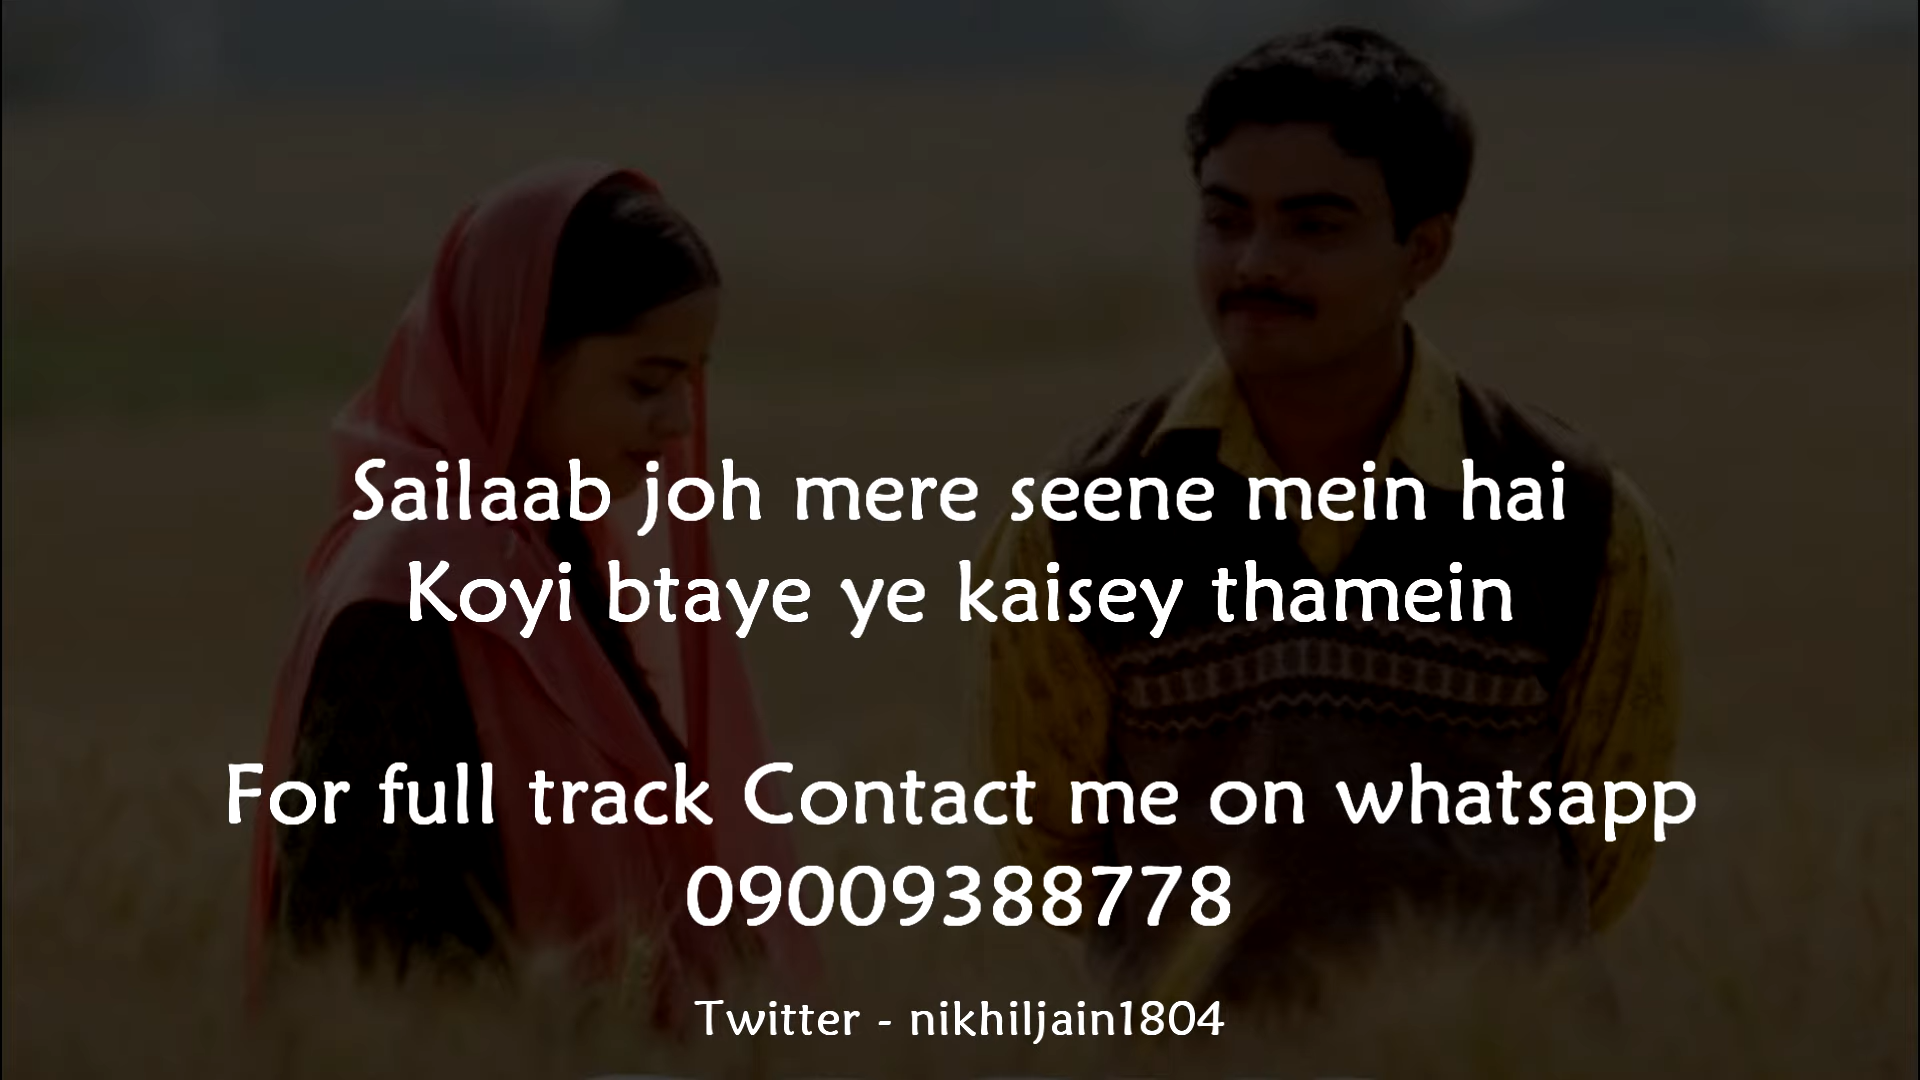 Sailaab joh mere seene mein hai
Koyi btaye ye kaisey thamein
For full track Contact me on whatsapp
09009388778
Twitter - nikhiljain1804